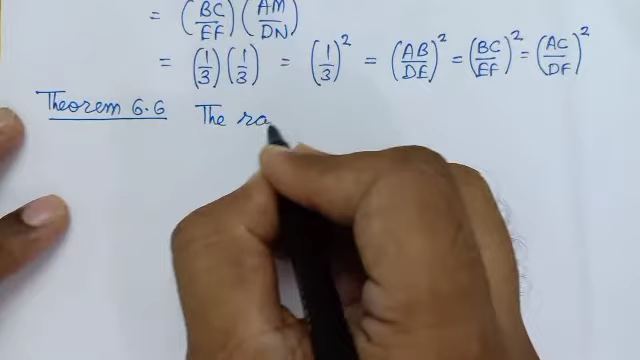 = (BC/EF) (AM/DN)
= (1/3) (1/3) = (1/3)² = (AB/DE)² = (BC/EF)² = (AC/DF)²
Theorem 6.6 The ra